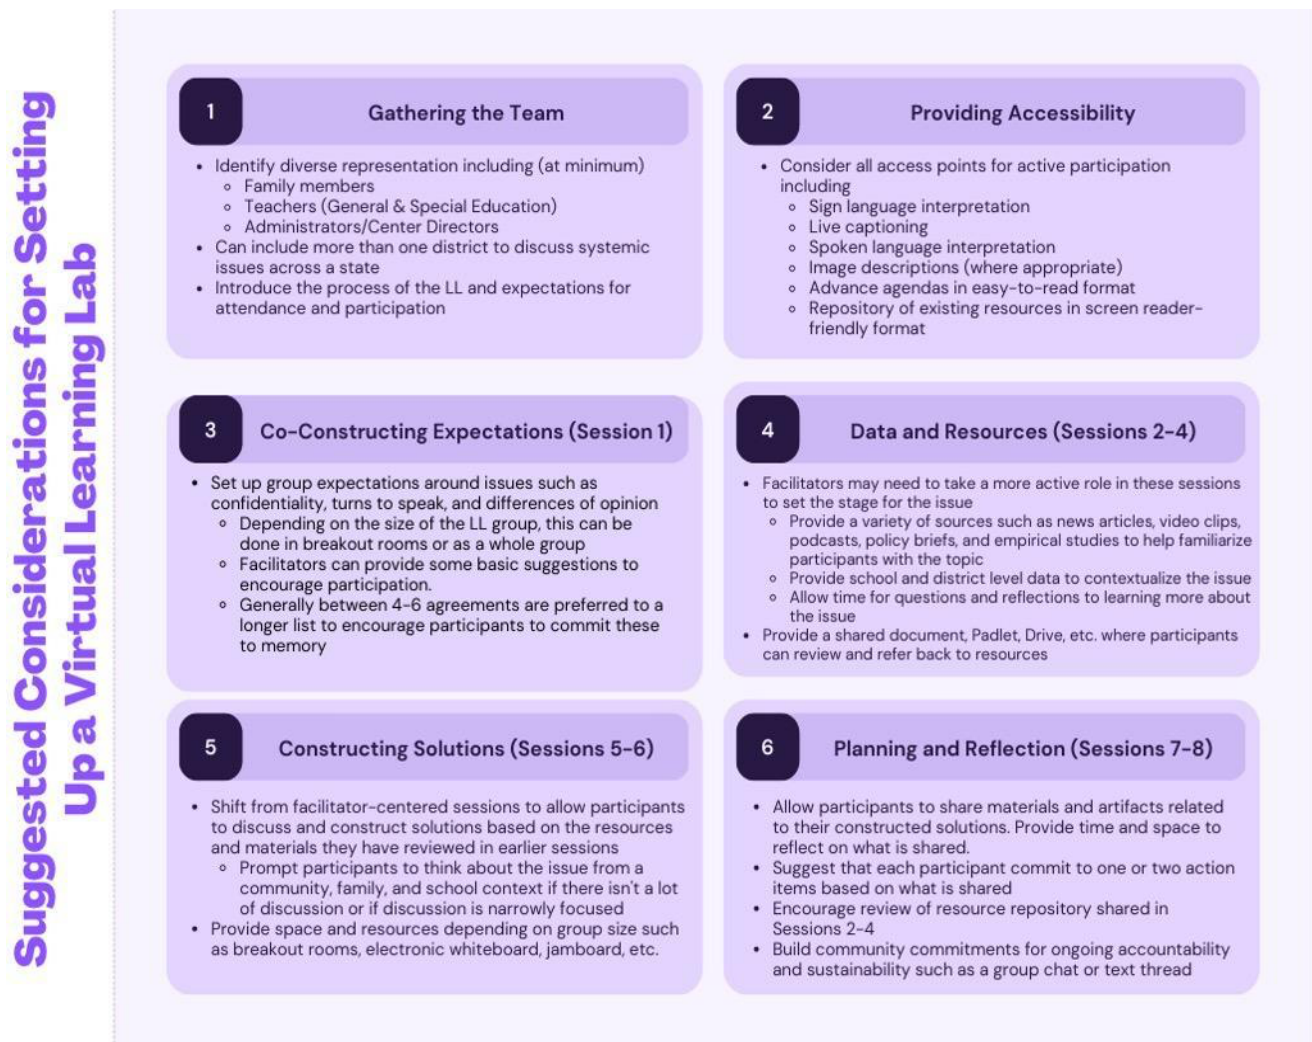 Suggested Considerations for Setting
Up a Virtual Learning Lab
1
Gathering the Team
• Identify diverse representation including (at minimum)
◦ Family members
◦ Teachers (General & Special Education)
◦ Administrators/Center Directors
• Can include more than one district to discuss systemic
issues across a state
• Introduce the process of the LL and expectations for
attendance and participation
2
Providing Accessibility
• Consider all access points for active participation
including
◦ Sign language interpretation
◦ Live captioning
◦ Spoken language interpretation
◦ Image descriptions (where appropriate)
◦ Advance agendas in easy-to-read format
◦ Repository of existing resources in screen reader-
friendly format
3
Co-Constructing Expectations (Session 1)
• Set up group expectations around issues such as
confidentiality, turns to speak, and differences of opinion
◦ Depending on the size of the LL group, this can be
done in breakout rooms or as a whole group
◦ Facilitators can provide some basic suggestions to
encourage participation.
◦ Generally between 4-6 agreements are preferred to a
longer list to encourage participants to commit these
to memory
4
Data and Resources (Sessions 2-4)
• Facilitators may need to take a more active role in these sessions
to set the stage for the issue
◦ Provide a variety of sources such as news articles, video clips,
podcasts, policy briefs, and empirical studies to help familiarize
participants with the topic
◦ Provide school and district level data to contextualize the issue
◦ Allow time for questions and reflections to learning more about
the issue
• Provide a shared document, Padlet, Drive, etc. where participants
can review and refer back to resources
5
Constructing Solutions (Sessions 5-6)
• Shift from facilitator-centered sessions to allow participants
to discuss and construct solutions based on the resources
and materials they have reviewed in earlier sessions
◦ Prompt participants to think about the issue from a
community, family, and school context if there isn't a lot
of discussion or if discussion is narrowly focused
• Provide space and resources depending on group size such
as breakout rooms, electronic whiteboard, jamboard, etc.
6
Planning and Reflection (Sessions 7-8)
• Allow participants to share materials and artifacts related
to their constructed solutions. Provide time and space to
reflect on what is shared.
• Suggest that each participant commit to one or two action
items based on what is shared
• Encourage review of resource repository shared in
Sessions 2-4
• Build community commitments for ongoing accountability
and sustainability such as a group chat or text thread